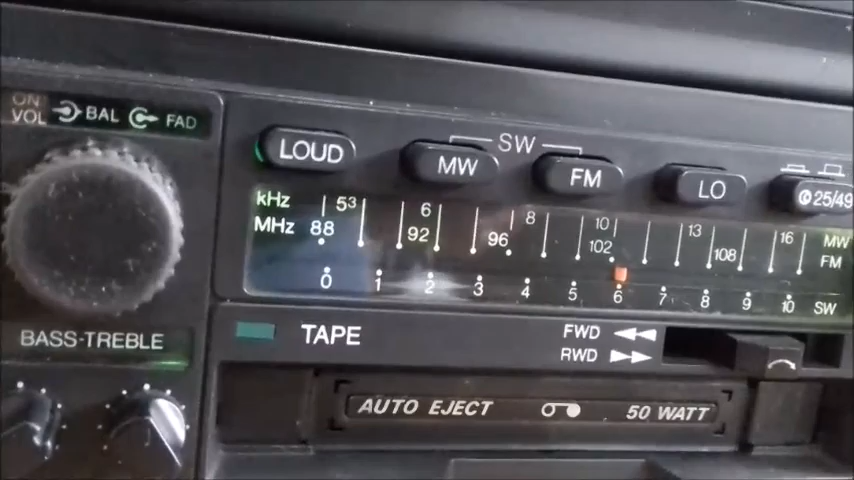 ON
VOL BAL FAD
LOUD MW SW FM LO 25/49
kHz 53 6 8 10 13 16 MW
MHz 88 92 96 102 108 FM
0 1 2 3 4 5 6 7 8 9 10 SW
BASS-TREBLE
TAPE
FWD
RWD
AUTO EJECT 50 WATT